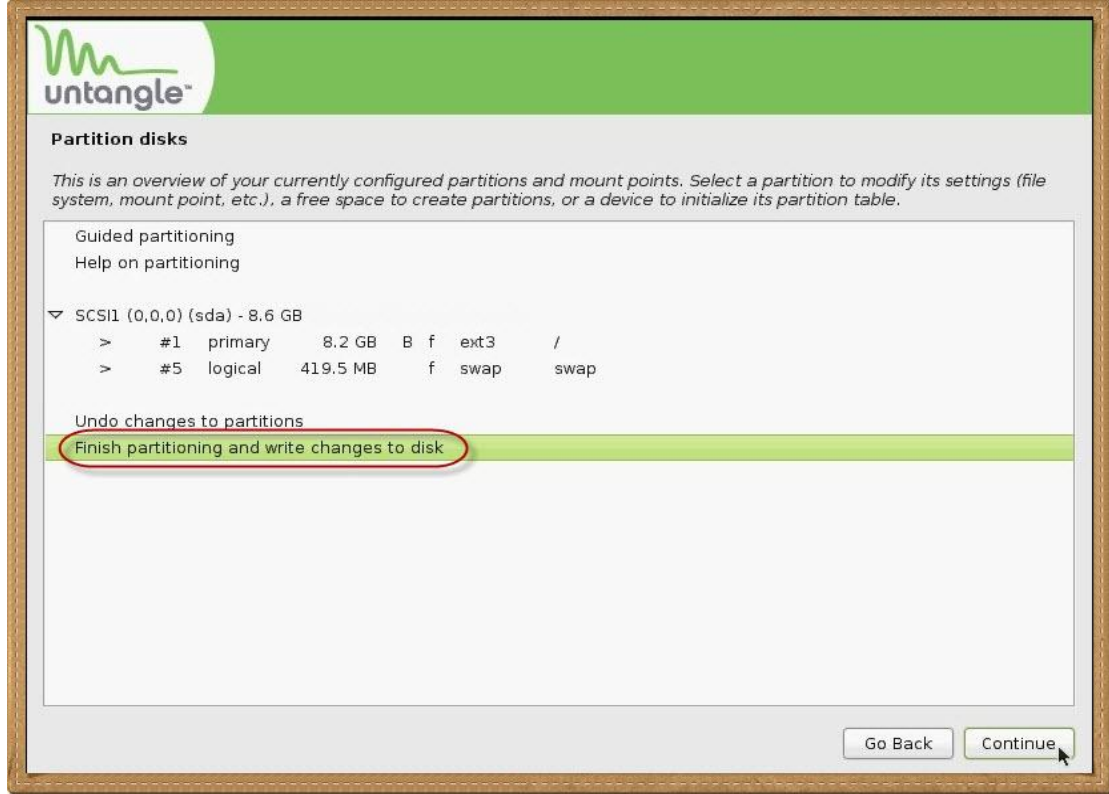 untangle™
Partition disks
This is an overview of your currently configured partitions and mount points. Select a partition to modify its settings (file
system, mount point, etc.), a free space to create partitions, or a device to initialize its partition table.
Guided partitioning
Help on partitioning
SCSI1 (0,0,0) (sda) - 8.6 GB
> #1 primary 8.2 GB B f ext3 /
> #5 logical 419.5 MB f swap swap
Undo changes to partitions
Finish partitioning and write changes to disk
Go Back Continue